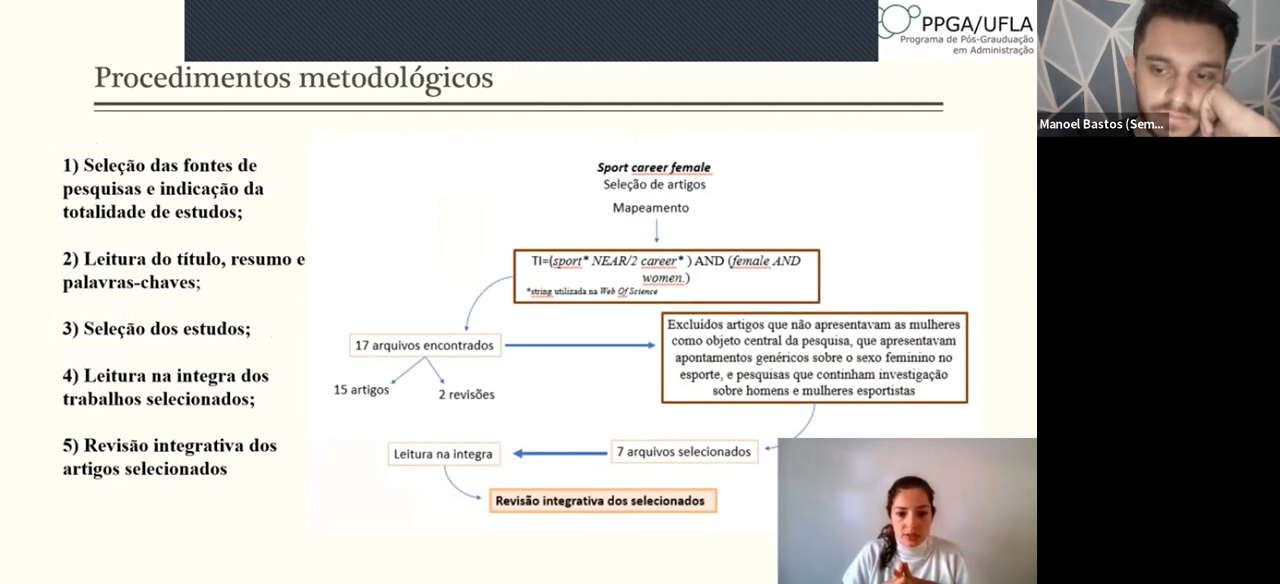 PPGA/UFLA
Programa de Pós-Grauduação
em Administração
Procedimentos metodológicos
Manoel Bastos (Sem...
1) Seleção das fontes de
pesquisas e indicação da
totalidade de estudos;
2) Leitura do título, resumo e
palavras-chaves;
3) Seleção dos estudos;
4) Leitura na integra dos
trabalhos selecionados;
5) Revisão integrativa dos
artigos selecionados
Sport career female
Seleção de artigos
Mapeamento
TI=(sport* NEAR/2 career* ) AND (female AND
women.)
*string utilizada na Web Of Science
17 arquivos encontrados
15 artigos
2 revisões
Excluídos artigos que não apresentavam as mulheres
como objeto central da pesquisa, que apresentavam
apontamentos genéricos sobre o sexo feminino no
esporte, e pesquisas que continham investigação
sobre homens e mulheres esportistas
7 arquivos selecionados
Leitura na integra
Revisão integrativa dos selecionados